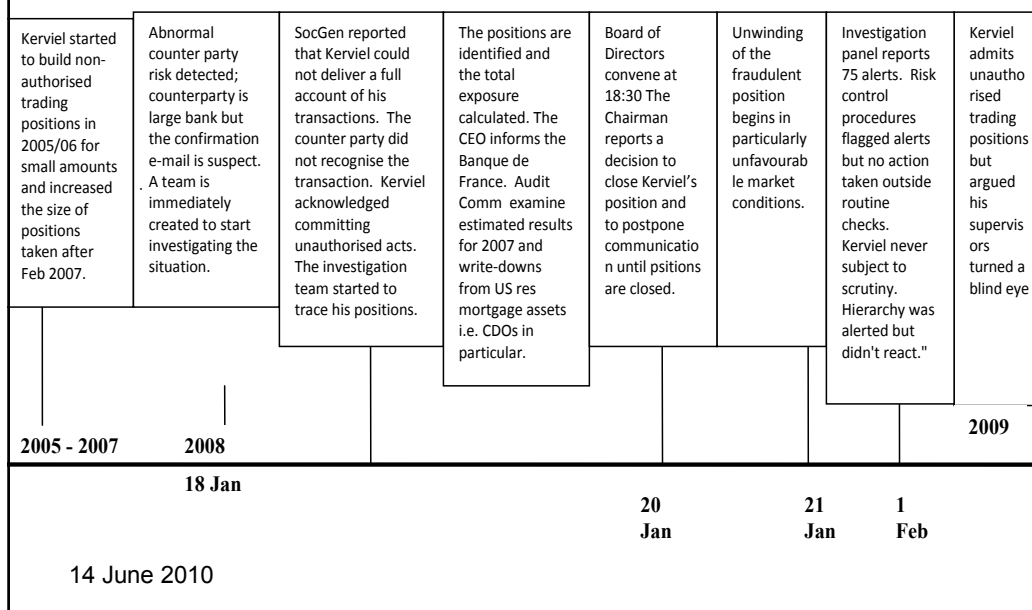 Kerviel started
to build non-
authorised
trading
positions in
2005/06 for
small amounts
and increased
the size of
positions
taken after
Feb 2007.
Abnormal
counter party
risk detected;
counterparty is
large bank but
the confirmation
e-mail is suspect.
. A team is
immediately
created to start
investigating the
situation.
SocGen reported
that Kerviel could
not deliver a full
account of his
transactions. The
counter party did
not recognise the
transaction. Kerviel
acknowledged
committing
unauthorised acts.
The investigation
team started to
trace his positions.
The positions are
identified and
the total
exposure
calculated. The
CEO informs the
Banque de
France. Audit
Comm examine
estimated results
for 2007 and
write-downs
from US res
mortgage assets
i.e. CDOs in
particular.
Board of
Directors
convene at
18:30 The
Chairman
reports a
decision to
close Kerviel's
position and
to postpone
communicatio
n until psitions
are closed.
Unwinding
of the
fraudulent
position
begins in
particularly
unfavourab
le market
conditions.
Investigation
panel reports
75 alerts. Risk
control
procedures
flagged alerts
but no action
taken outside
routine
checks.
Kerviel never
subject to
scrutiny.
Hierarchy was
alerted but
didn't react."
Kerviel
admits
unautho
rised
trading
positions
but
argued
his
supervis
ors
turned a
blind eye
2005 - 2007
2008
2009
18 Jan
20
Jan
21
Jan
1
Feb
14 June 2010